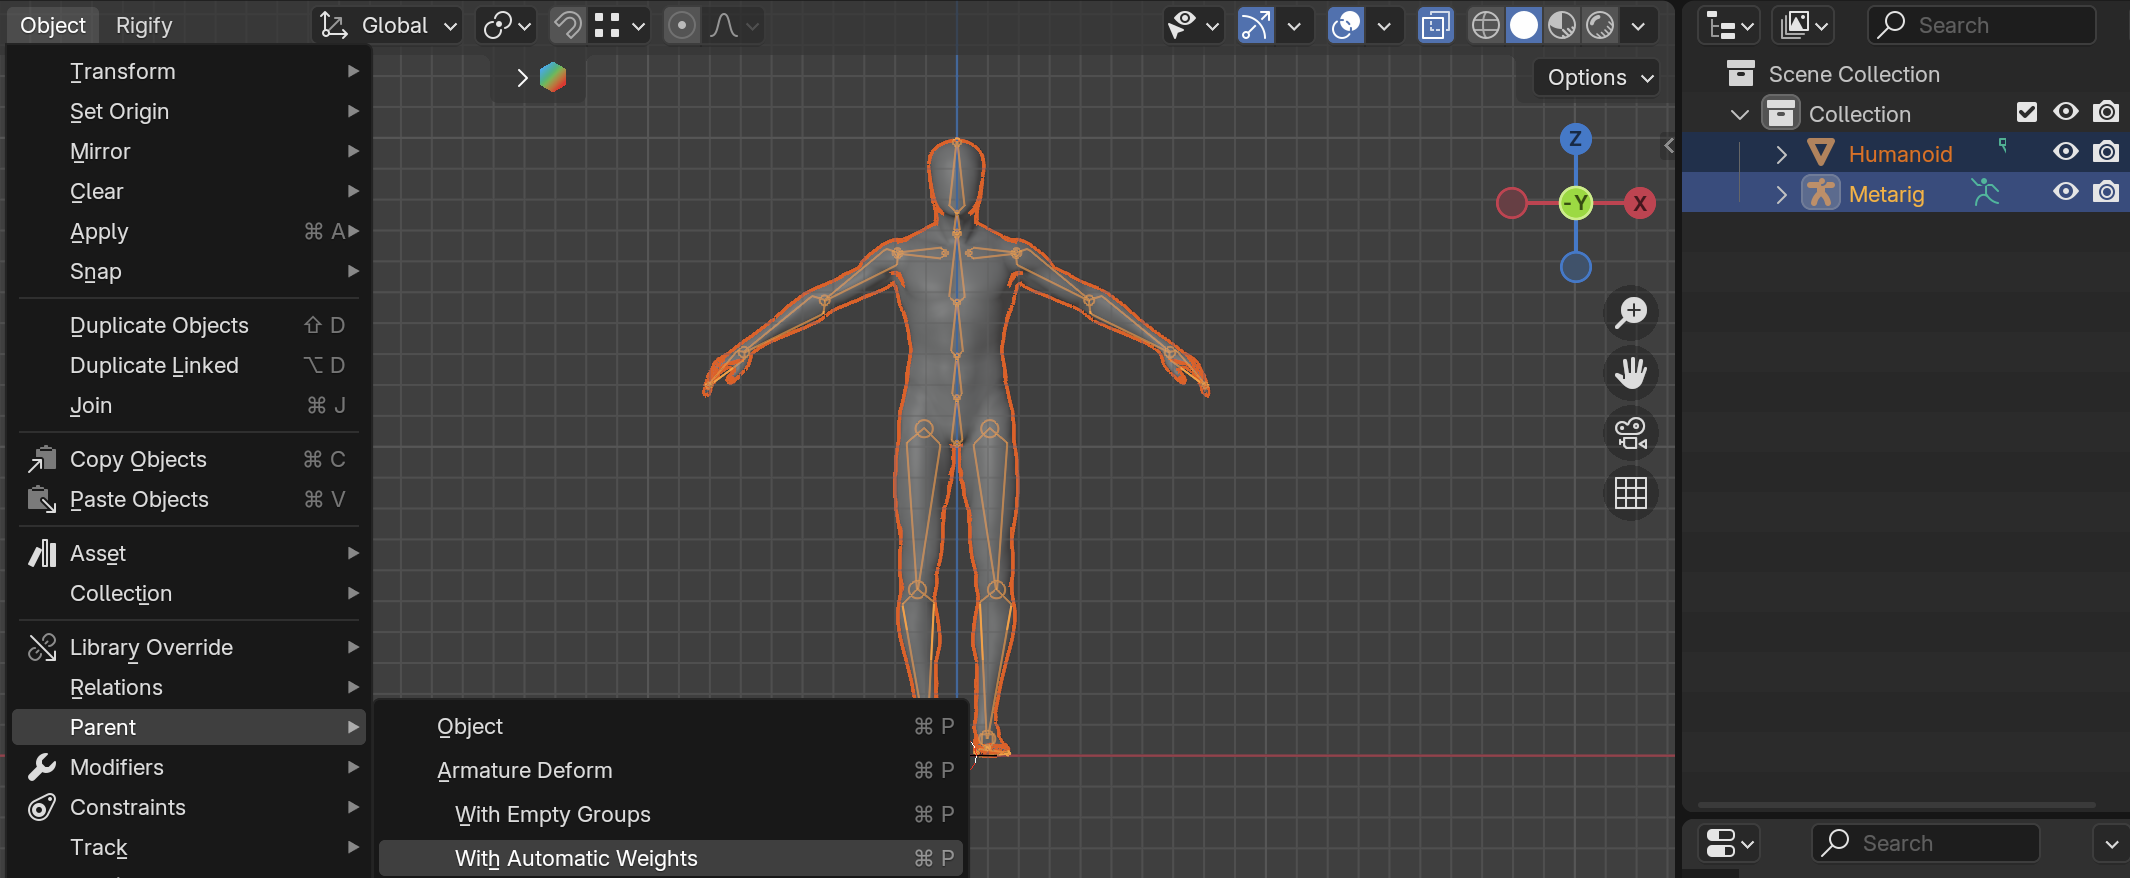 Object Rigify Global
Transform
Set Origin
Mirror
Clear
Apply ⌘ A
Snap
Duplicate Objects ⇧ D
Duplicate Linked ⌥ D
Join ⌘ J
Copy Objects ⌘ C
Paste Objects ⌘ V
Asset
Collection
Library Override
Relations
Parent
Modifiers
Constraints
Track
Object ⌘ P
Armature Deform ⌘ P
With Empty Groups ⌘ P
With Automatic Weights ⌘ P
Options
Z
-Y
X
Search
Scene Collection
Collection
Humanoid
Metarig
Search